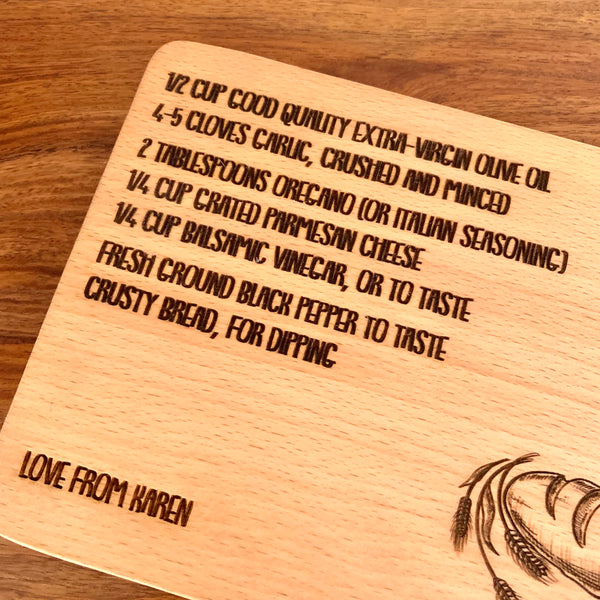 1/2 CUP GOOD QUALITY EXTRA-VIRGIN OLIVE OIL
4-5 CLOVES GARLIC, CRUSHED AND MINCED
2 TABLESPOONS OREGANO (OR ITALIAN SEASONING)
1/4 CUP GRATED PARMESAN CHEESE
1/4 CUP BALSAMIC VINEGAR, OR TO TASTE
FRESH GROUND BLACK PEPPER TO TASTE
CRUSTY BREAD, FOR DIPPING
LOVE FROM KAREN